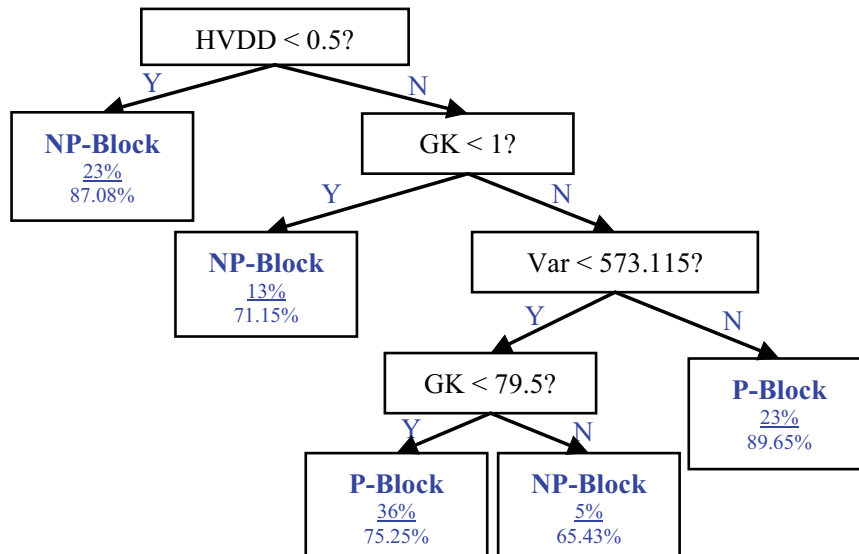 HVDD < 0.5?
Y
N
NP-Block
23%
87.08%
GK < 1?
Y
N
NP-Block
13%
71.15%
Var < 573.115?
Y
N
GK < 79.5?
P-Block
23%
89.65%
Y
N
P-Block
36%
75.25%
NP-Block
5%
65.43%